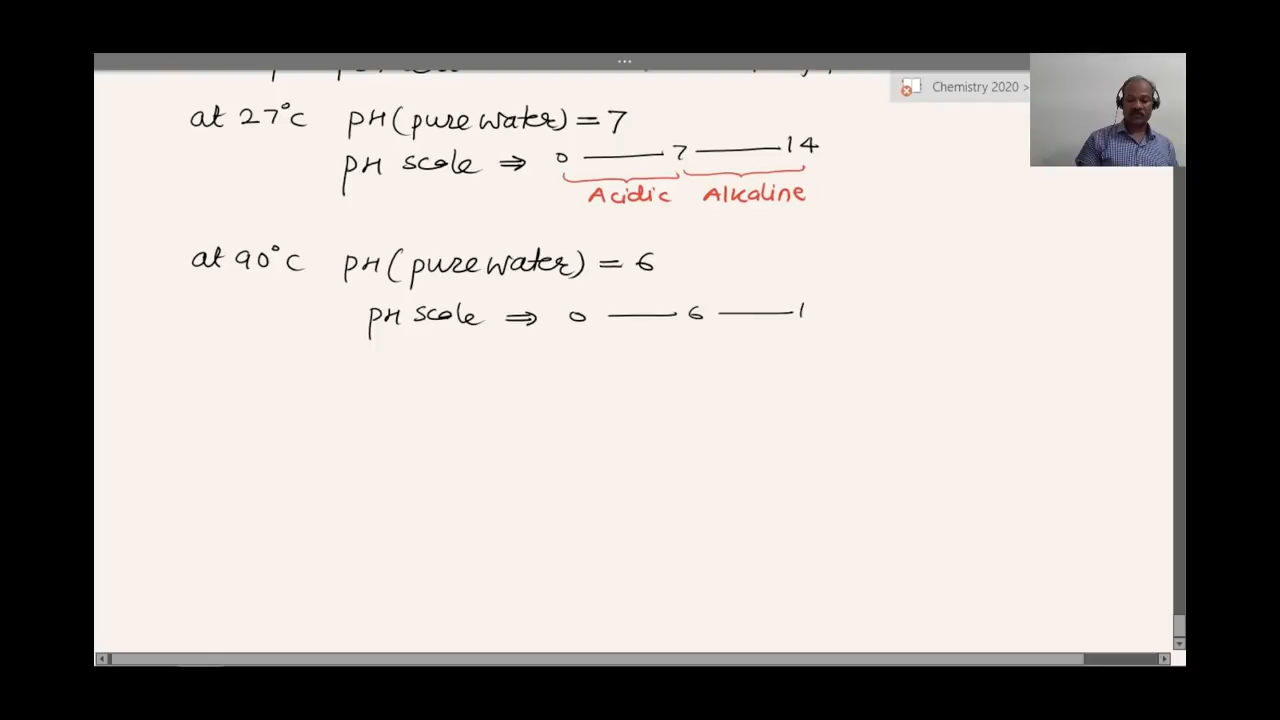 Chemistry 2020 >
at 27°C pH(pure water) = 7
pH scale ⇒ 0 —— 7 —— 14
Acidic Alkaline
at 90°C pH(pure water) = 6
pH scale ⇒ 0 —— 6 —— 1